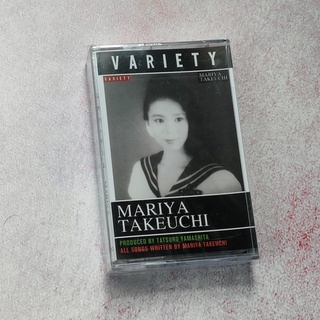 VARIETY
VARIETY
MARIYA
TAKEUCHI
MARIYA
TAKEUCHI
PRODUCED BY TATSURO YAMASHITA
ALL SONGS WRITTEN BY MARIYA TAKEUCHI